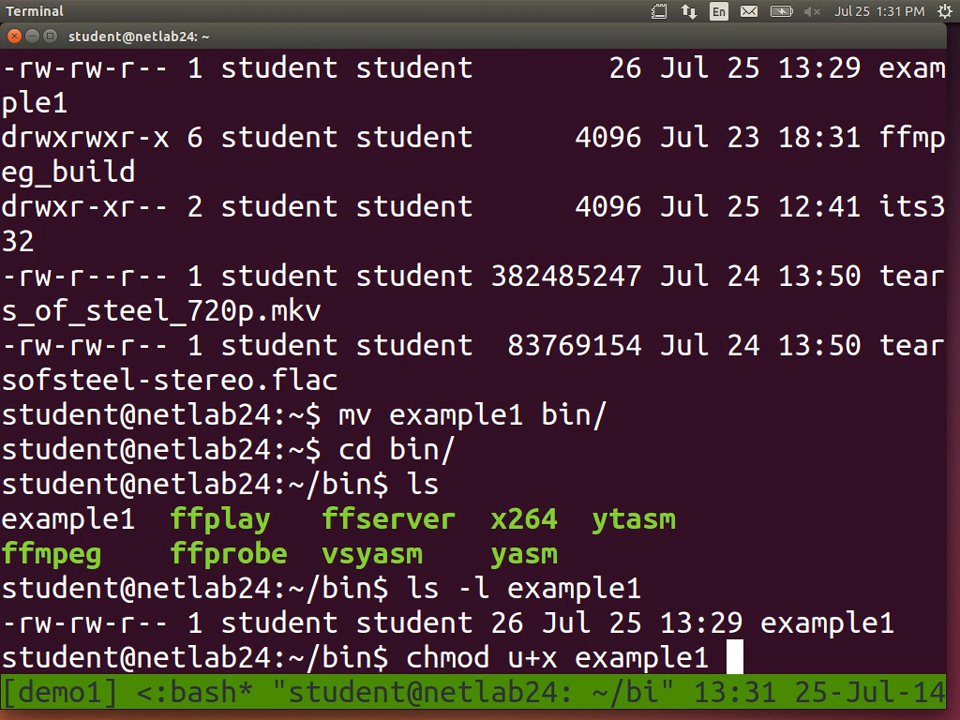 Terminal En Jul 25 1:31 PM
student@netlab24: ~
-rw-rw-r-- 1 student student        26 Jul 25 13:29 exam
ple1
drwxrwxr-x 6 student student      4096 Jul 23 18:31 ffmp
eg_build
drwxr-xr-- 2 student student      4096 Jul 25 12:41 its3
32
-rw-r--r-- 1 student student 382485247 Jul 24 13:50 tear
s_of_steel_720p.mkv
-rw-rw-r-- 1 student student  83769154 Jul 24 13:50 tear
sofsteel-stereo.flac
student@netlab24:~$ mv example1 bin/
student@netlab24:~$ cd bin/
student@netlab24:~/bin$ ls
example1  ffplay   ffserver  x264  ytasm
ffmpeg    ffprobe  vsyasm    yasm
student@netlab24:~/bin$ ls -l example1
-rw-rw-r-- 1 student student 26 Jul 25 13:29 example1
student@netlab24:~/bin$ chmod u+x example1
[demo1] <:bash* "student@netlab24: ~/bi" 13:31 25-Jul-14